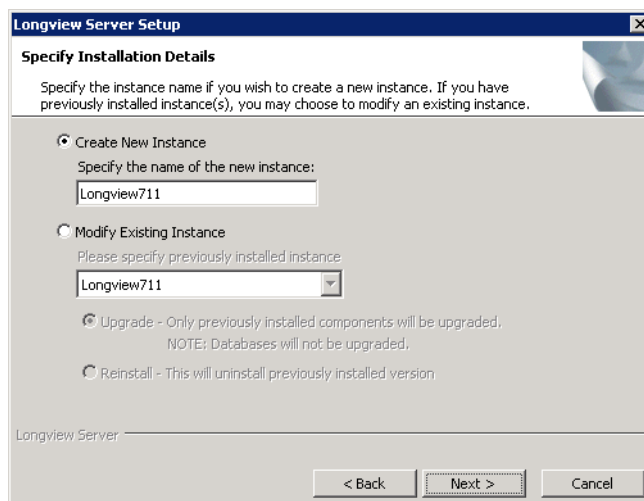 Longview Server Setup
Specify Installation Details
Specify the instance name if you wish to create a new instance. If you have
previously installed instance(s), you may choose to modify an existing instance.
Create New Instance
Specify the name of the new instance:
Longview711
Modify Existing Instance
Please specify previously installed instance
Longview711
Upgrade - Only previously installed components will be upgraded.
NOTE: Databases will not be upgraded.
Reinstall - This will uninstall previously installed version
Longview Server
< Back Next > Cancel